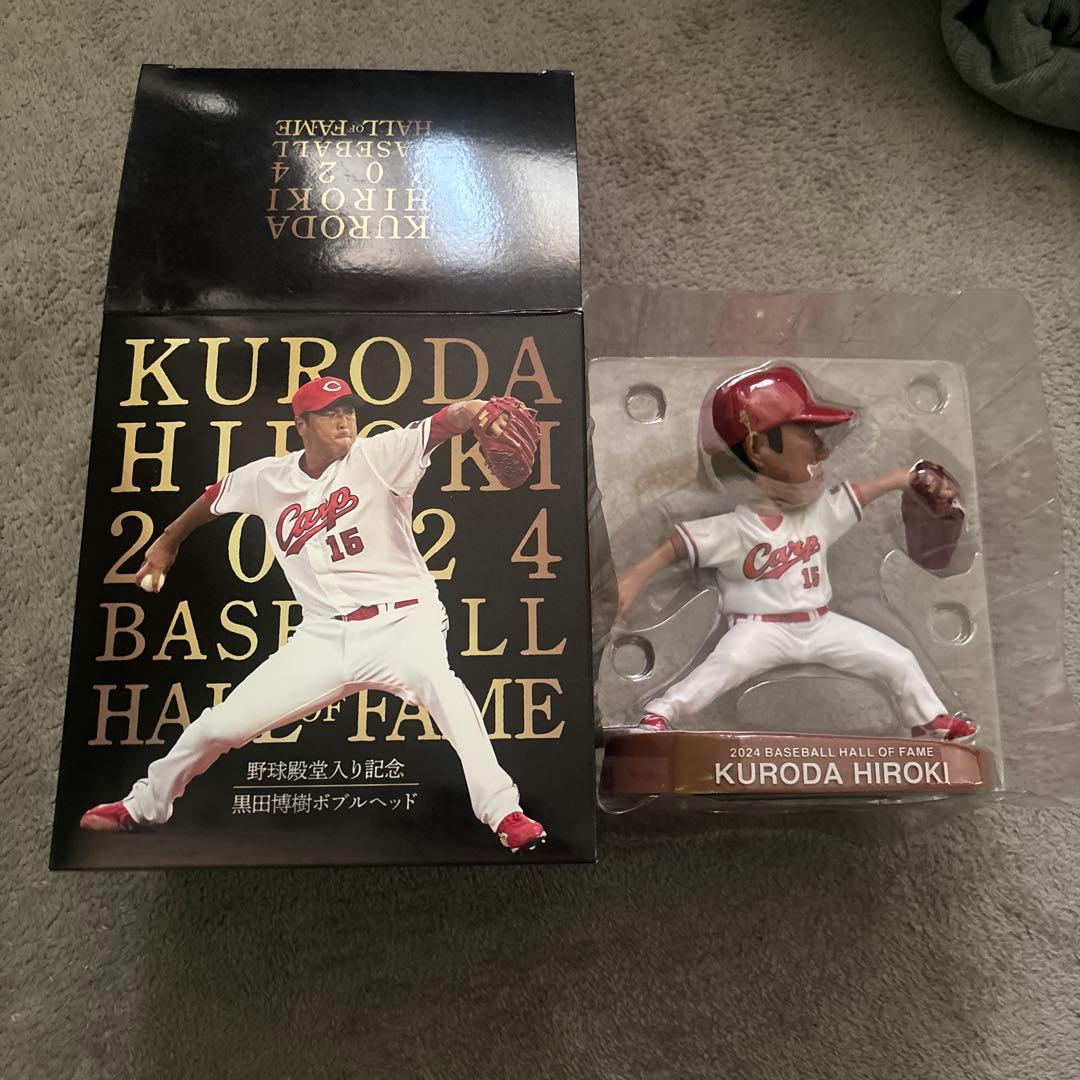 KURODA
HIROKI
2024
BASEBALL
HALL OF FAME
KURODA
HIROKI
2024
BASEBALL
HALL OF FAME
C
Carp
15
野球殿堂入り記念
黒田博樹ボブルヘッド
Carp
15
2024 BASEBALL HALL OF FAME
KURODA HIROKI